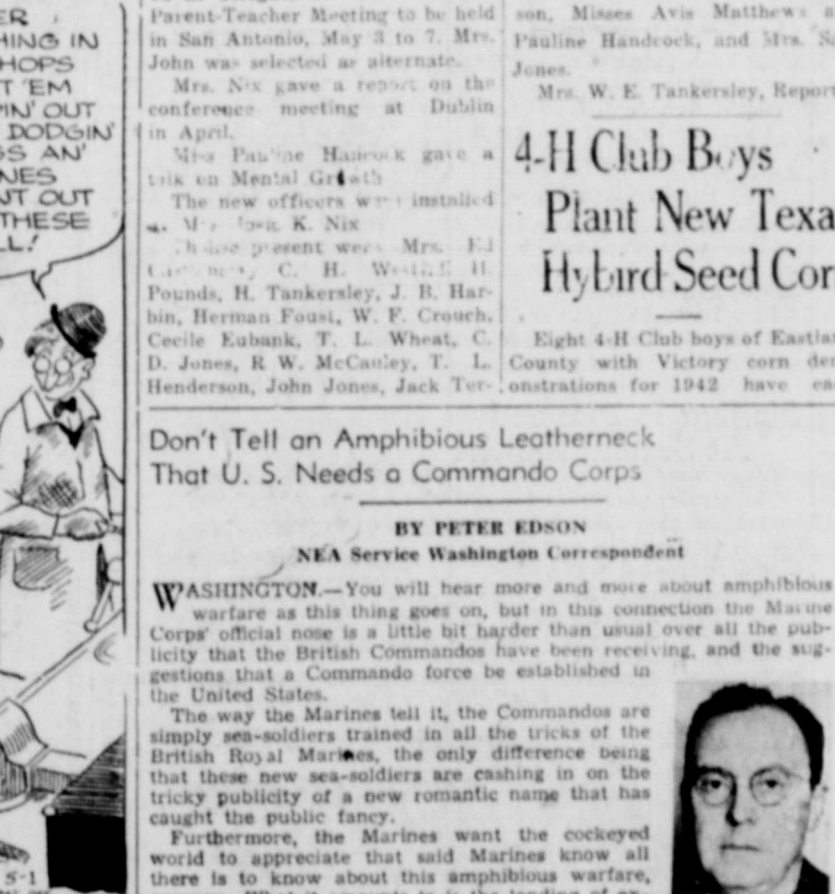 ER
HING IN
HOPS
T 'EM
PIN' OUT
DODGIN'
GS AN'
NES
UT OUT
THESE
LL!
5-1
Parent-Teacher Meeting to be held
in San Antonio, May 3 to 7. Mrs.
John was selected as alternate.
Mrs. Nix gave a report on the
conference meeting at Dublin
in April.
Miss Pauline Hancock gave a
talk on Mental Growth
The new officers were installed
K. Nix
present were Mrs. Ed
C. H. H.
Pounds, H. Tankersley, J. B. Har-
bin, Herman Foust, W. F. Crouch,
Cecile Eubank, T. L. Wheat, C.
D. Jones, R W. McCauley, T. L.
Henderson, John Jones, Jack Ter-
son, Misses Avis Matthews
Pauline Handcock, and Mrs. S
Jones.
Mrs. W. E. Tankersley, Report
4-H Club Boys
Plant New Texa
Hybird Seed Cor
Eight 4-H Club boys of Eastla
County with Victory corn dem
onstrations for 1942 have ea
Don't Tell an Amphibious Leatherneck
That U. S. Needs a Commando Corps
BY PETER EDSON
NEA Service Washington Correspondent
WASHINGTON.—You will hear more and more about amphibious
warfare as this thing goes on, but in this connection the Marine
Corps' official nose is a little bit harder than usual over all the pub-
licity that the British Commandos have been receiving, and the sug-
gestions that a Commando force be established in
the United States.
The way the Marines tell it, the Commandos are
simply sea-soldiers trained in all the tricks of the
British Royal Marines, the only difference being
that these new sea-soldiers are cashing in on the
tricky publicity of a new romantic name that has
caught the public fancy.
Furthermore, the Marines want the cockeyed
world to appreciate that said Marines know all
there is to know about this amphibious warfare,